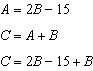 A = 2B − 15
C = A + B
C = 2B − 15 + B